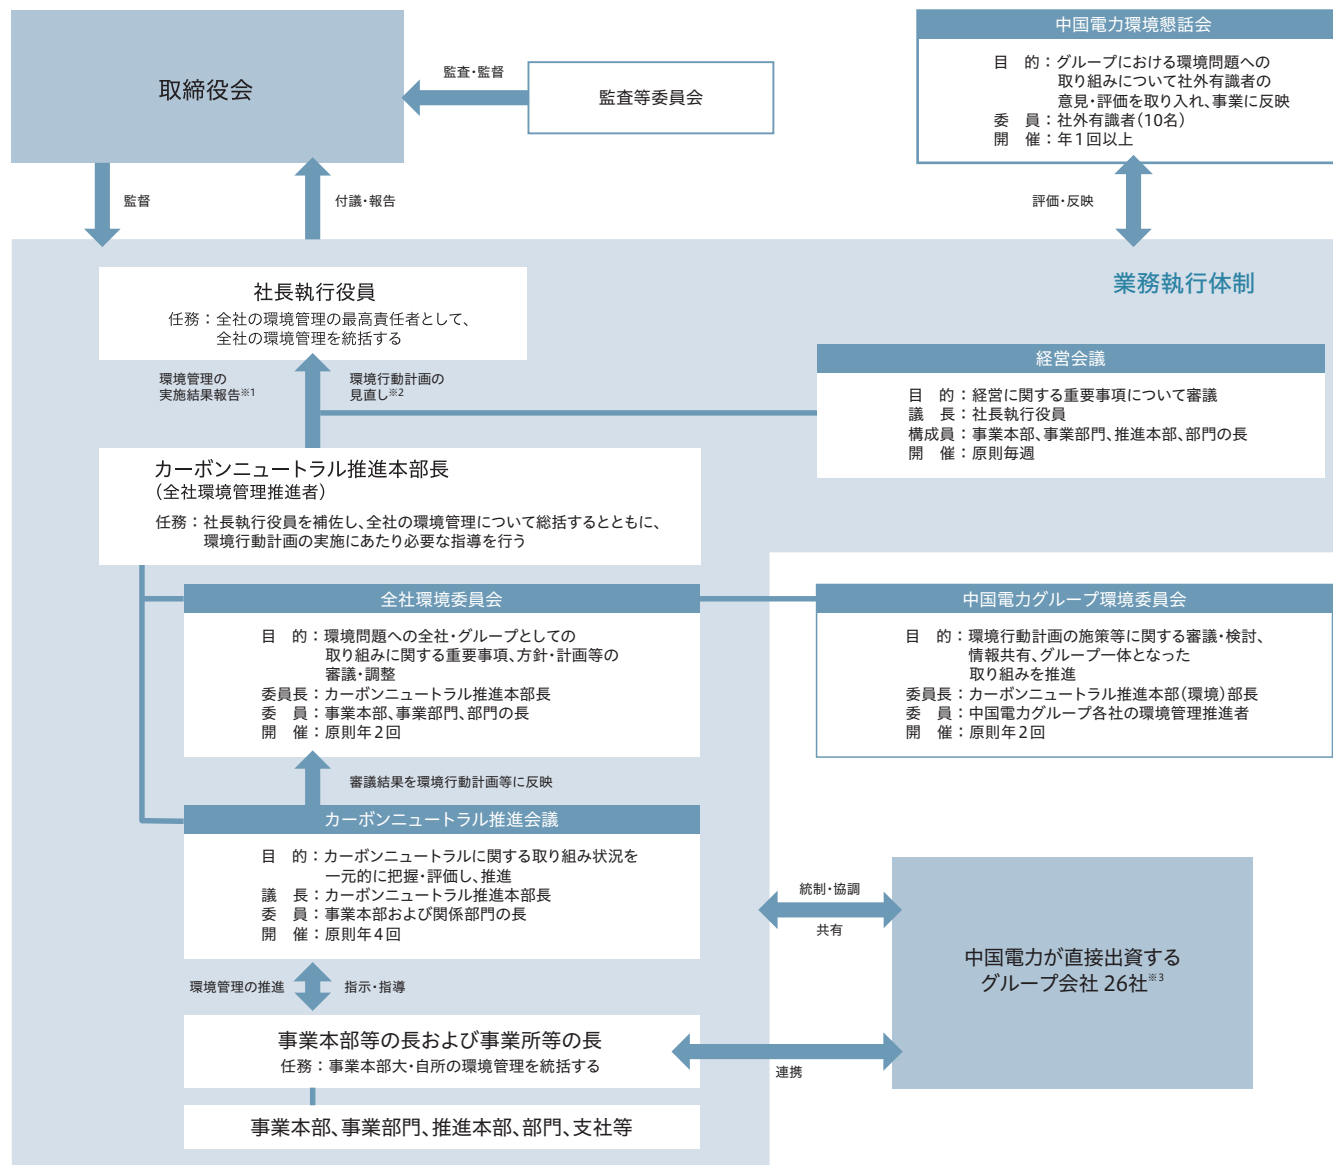 取締役会
監査・監督
監査等委員会
中国電力環境懇話会
目　的：グループにおける環境問題への
取り組みについて社外有識者の
意見・評価を取り入れ、事業に反映
委　員：社外有識者（10名）
開　催：年1回以上
監督
付議・報告
評価・反映
業務執行体制
社長執行役員
任務：全社の環境管理の最高責任者として、
全社の環境管理を統括する
環境管理の
実施結果報告※1
環境行動計画の
見直し※2
経営会議
目　的：経営に関する重要事項について審議
議　長：社長執行役員
構成員：事業本部、事業部門、推進本部、部門の長
開　催：原則毎週
カーボンニュートラル推進本部長
（全社環境管理推進者）
任務：社長執行役員を補佐し、全社の環境管理について総括するとともに、
環境行動計画の実施にあたり必要な指導を行う
全社環境委員会
目　的：環境問題への全社・グループとしての
取り組みに関する重要事項、方針・計画等の
審議・調整
委員長：カーボンニュートラル推進本部長
委　員：事業本部、事業部門、部門の長
開　催：原則年2回
中国電力グループ環境委員会
目　的：環境行動計画の施策等に関する審議・検討、
情報共有、グループ一体となった
取り組みを推進
委員長：カーボンニュートラル推進本部（環境）部長
委　員：中国電力グループ各社の環境管理推進者
開　催：原則年2回
審議結果を環境行動計画等に反映
カーボンニュートラル推進会議
目　的：カーボンニュートラルに関する取り組み状況を
一元的に把握・評価し、推進
議　長：カーボンニュートラル推進本部長
委　員：事業本部および関係部門の長
開　催：原則年4回
統制・協調
共有
中国電力が直接出資する
グループ会社 26社※3
環境管理の推進
指示・指導
事業本部等の長および事業所等の長
任務：事業本部大・自所の環境管理を統括する
連携
事業本部、事業部門、推進本部、部門、支社等